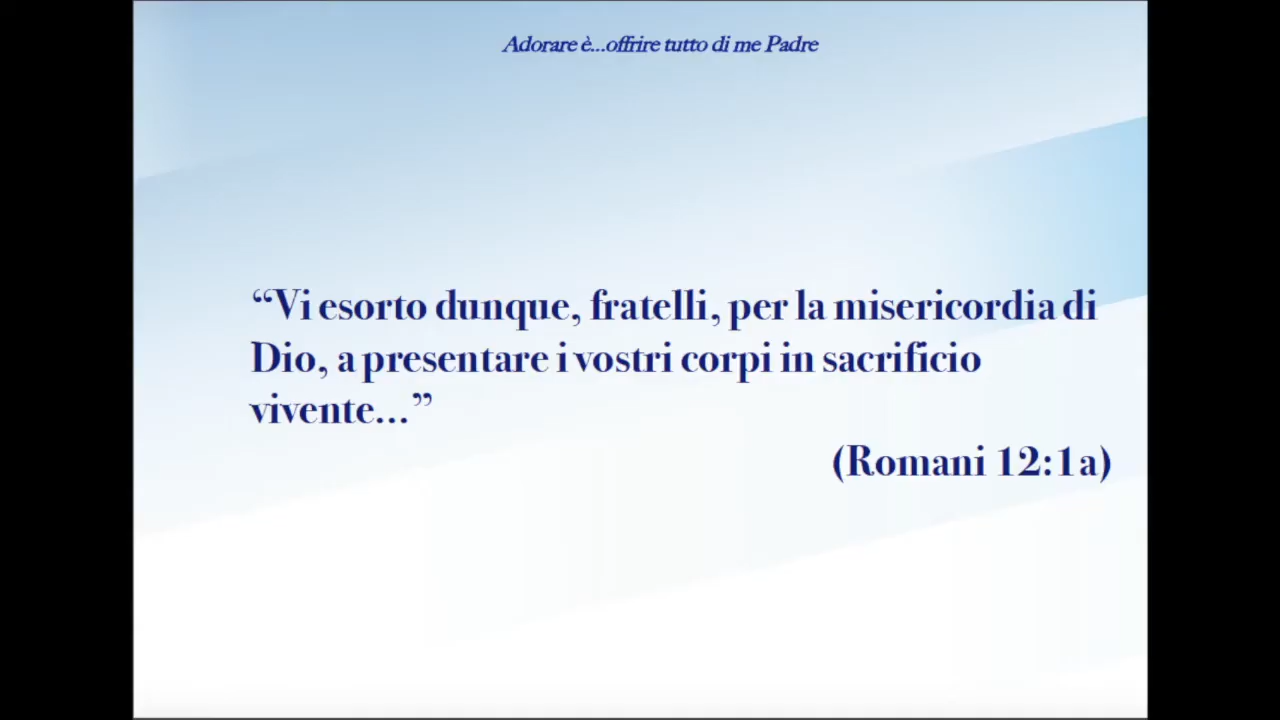 Adorare è...offrire tutto di me Padre
“Vi esorto dunque, fratelli, per la misericordia di
Dio, a presentare i vostri corpi in sacrificio
vivente...”
(Romani 12:1a)